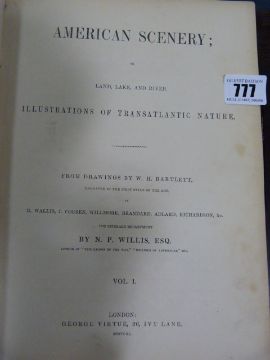 AMERICAN SCENERY;
OR
LAND, LAKE, AND RIVER
ILLUSTRATIONS OF TRANSATLANTIC NATURE.
777
FROM DRAWINGS BY W. H. BARTLETT,
ENGRAVED IN THE FIRST STYLE OF THE ART,
BY
R. WALLIS, J. COUSEN, WILLMORE, BRANDARD, ADLARD, RICHARDSON, &c.
THE LITERARY DEPARTMENT
BY N. P. WILLIS, ESQ.
AUTHOR OF
VOL. I.
LONDON:
GEORGE VIRTUE, 26, IVY LANE.